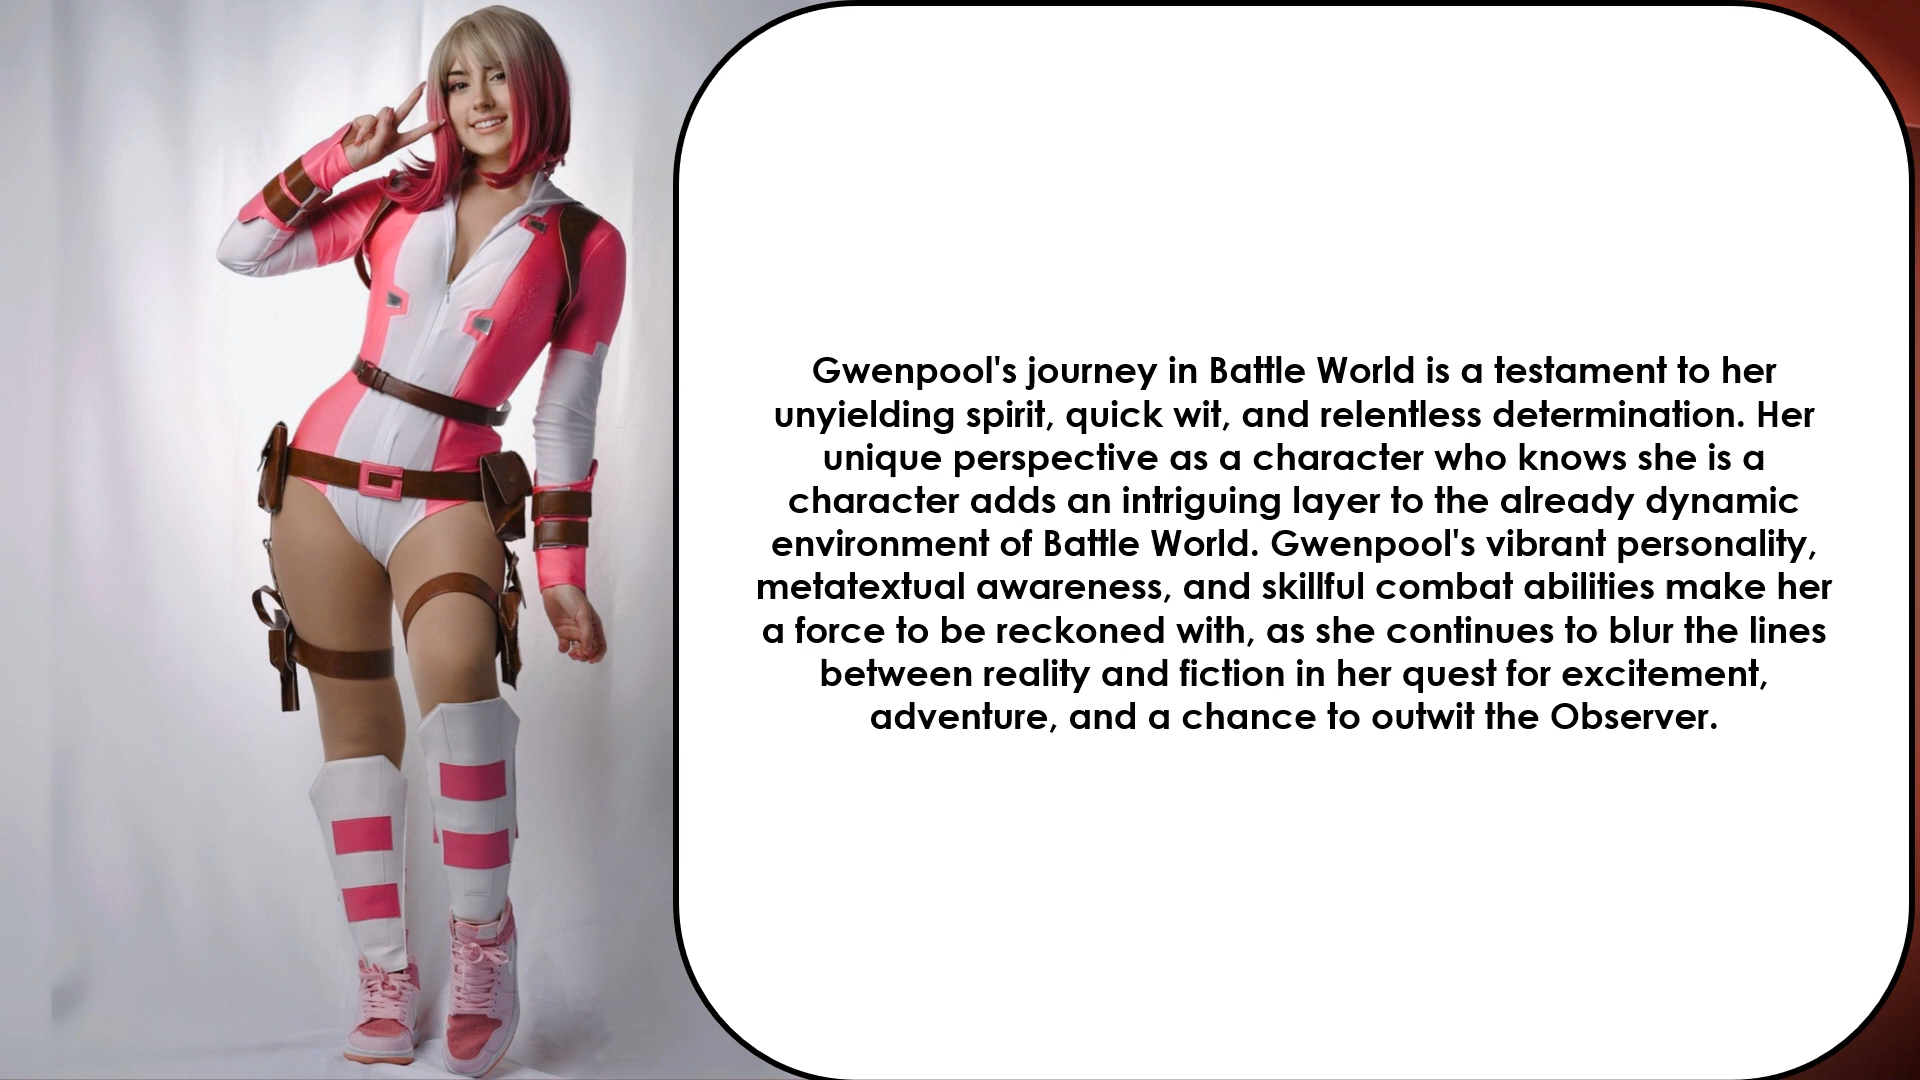 Gwenpool's journey in Battle World is a testament to her
unyielding spirit, quick wit, and relentless determination. Her
unique perspective as a character who knows she is a
character adds an intriguing layer to the already dynamic
environment of Battle World. Gwenpool's vibrant personality,
metatextual awareness, and skillful combat abilities make her
a force to be reckoned with, as she continues to blur the lines
between reality and fiction in her quest for excitement,
adventure, and a chance to outwit the Observer.